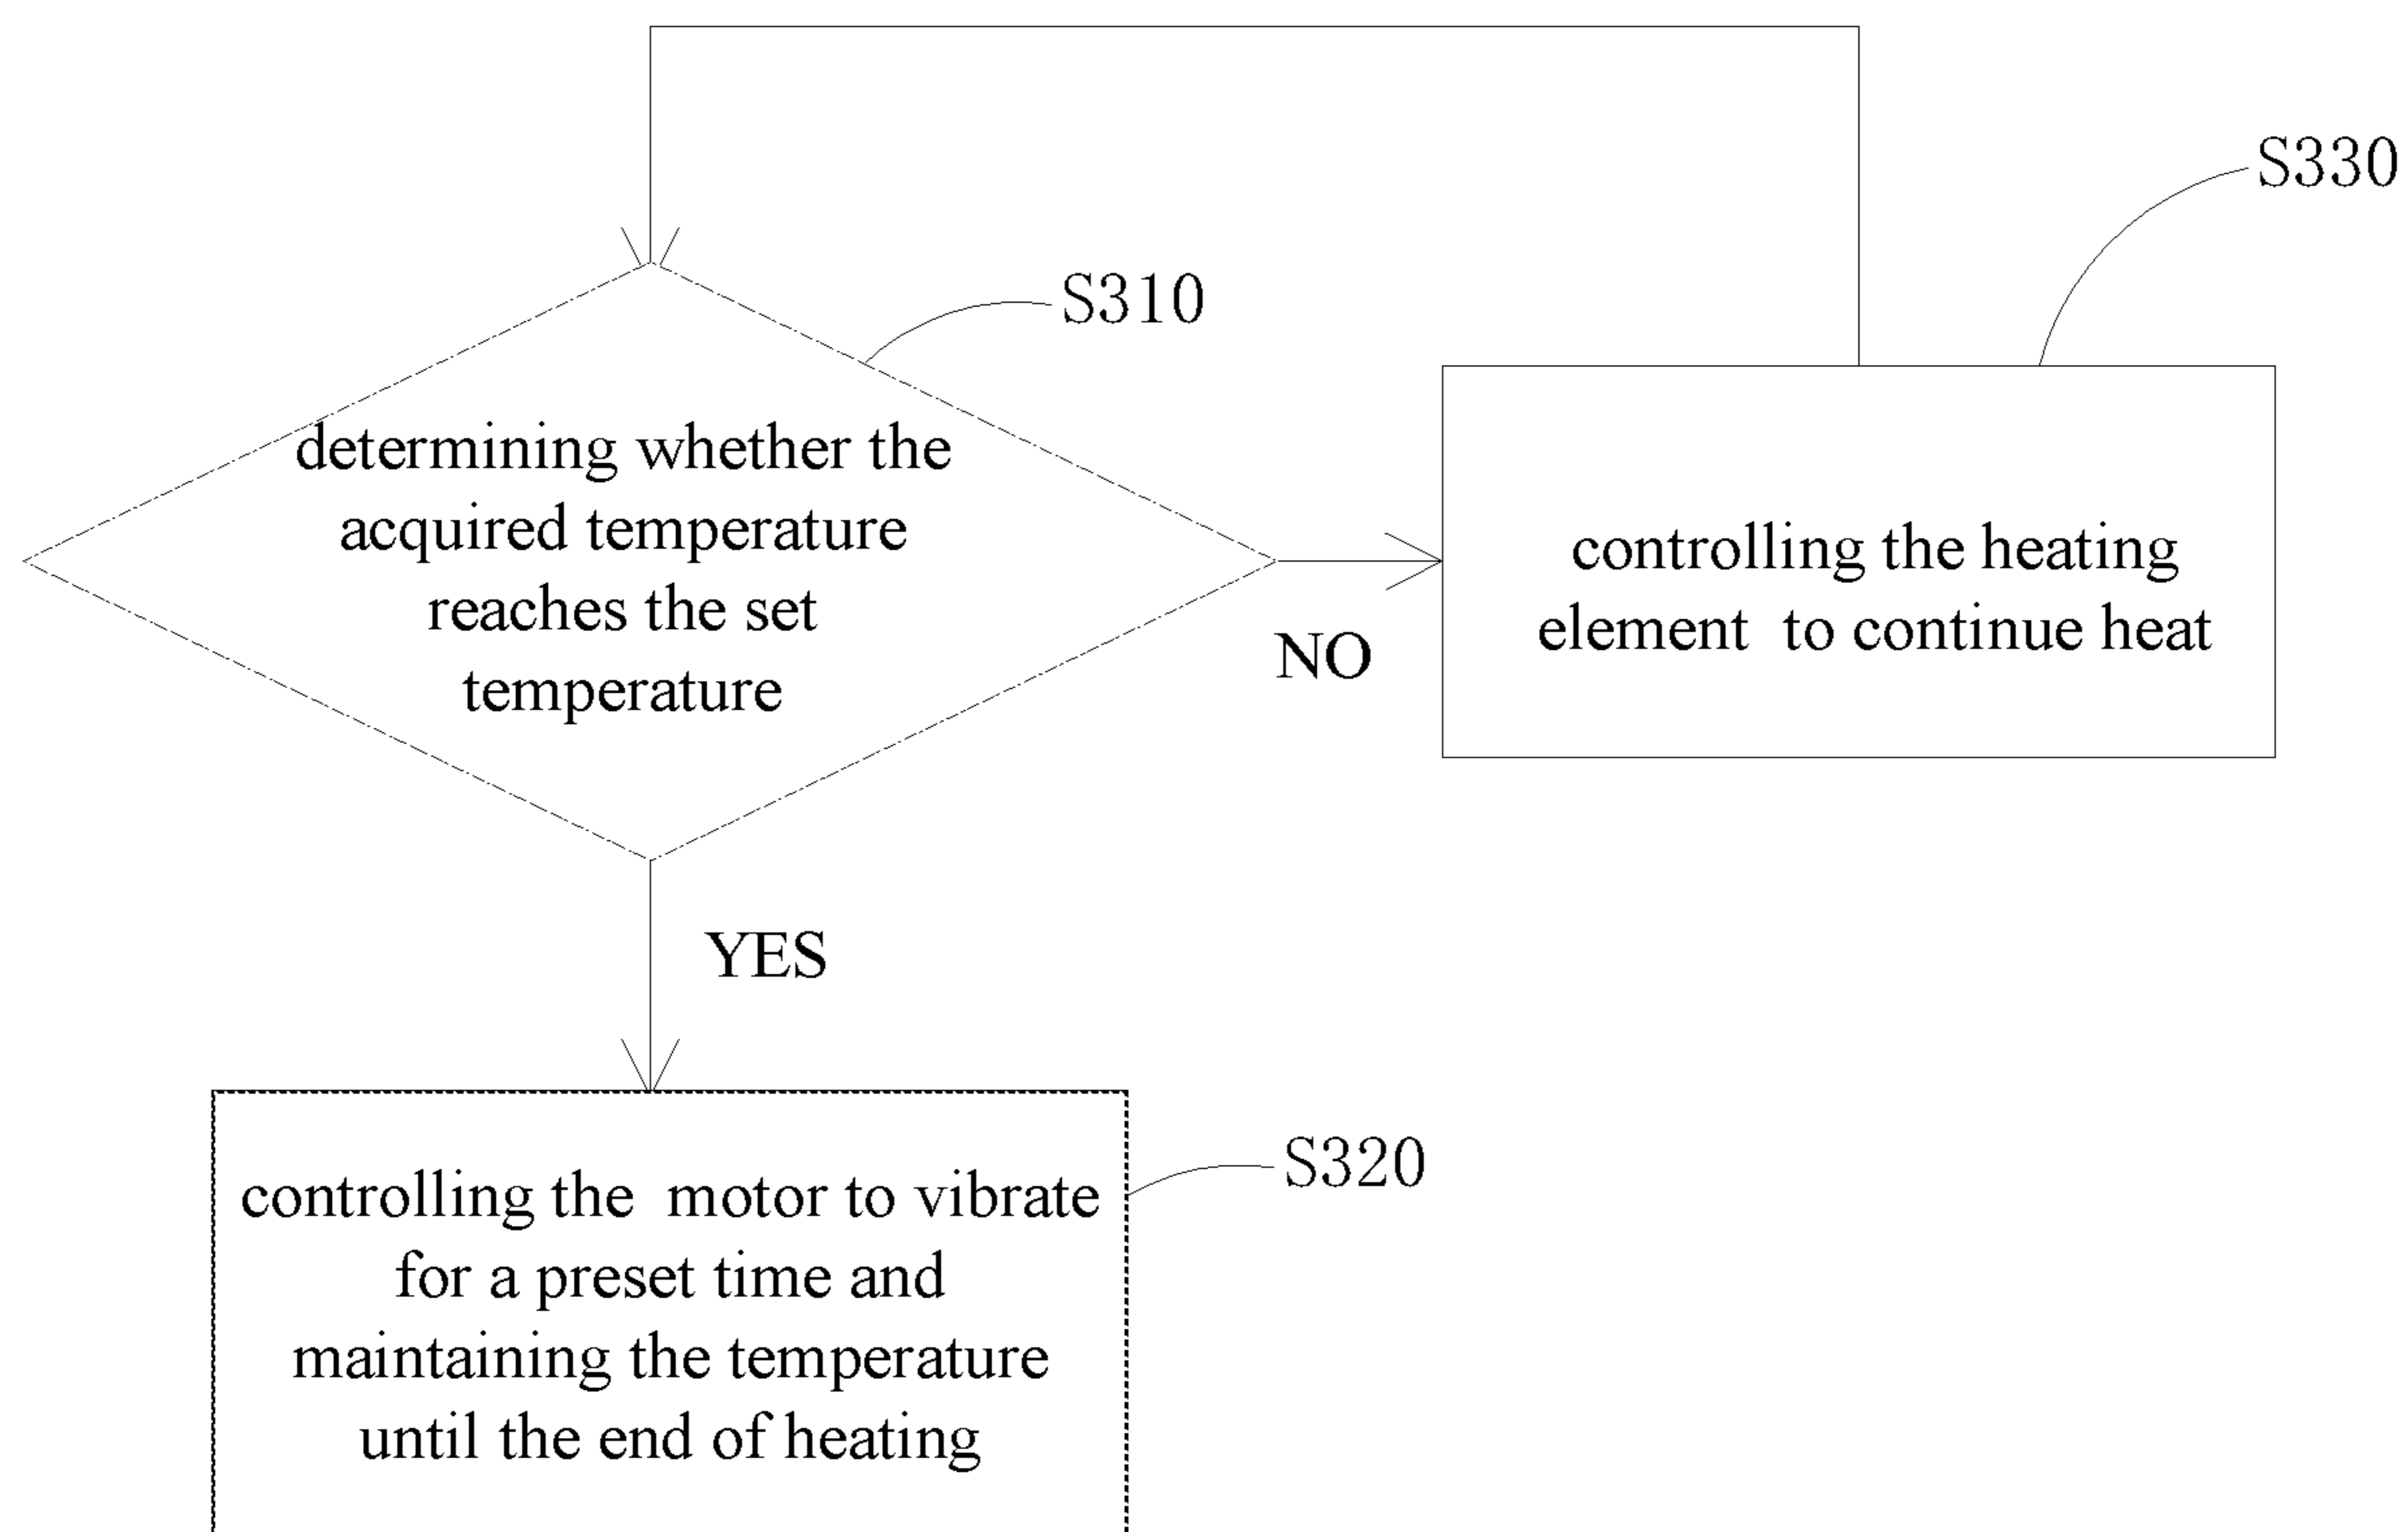 S330
S310
determining whether the
acquired temperature
reaches the set
temperature
controlling the heating
element to continue heat
NO
YES
controlling the motor to vibrate
for a preset time and
maintaining the temperature
until the end of heating
S320